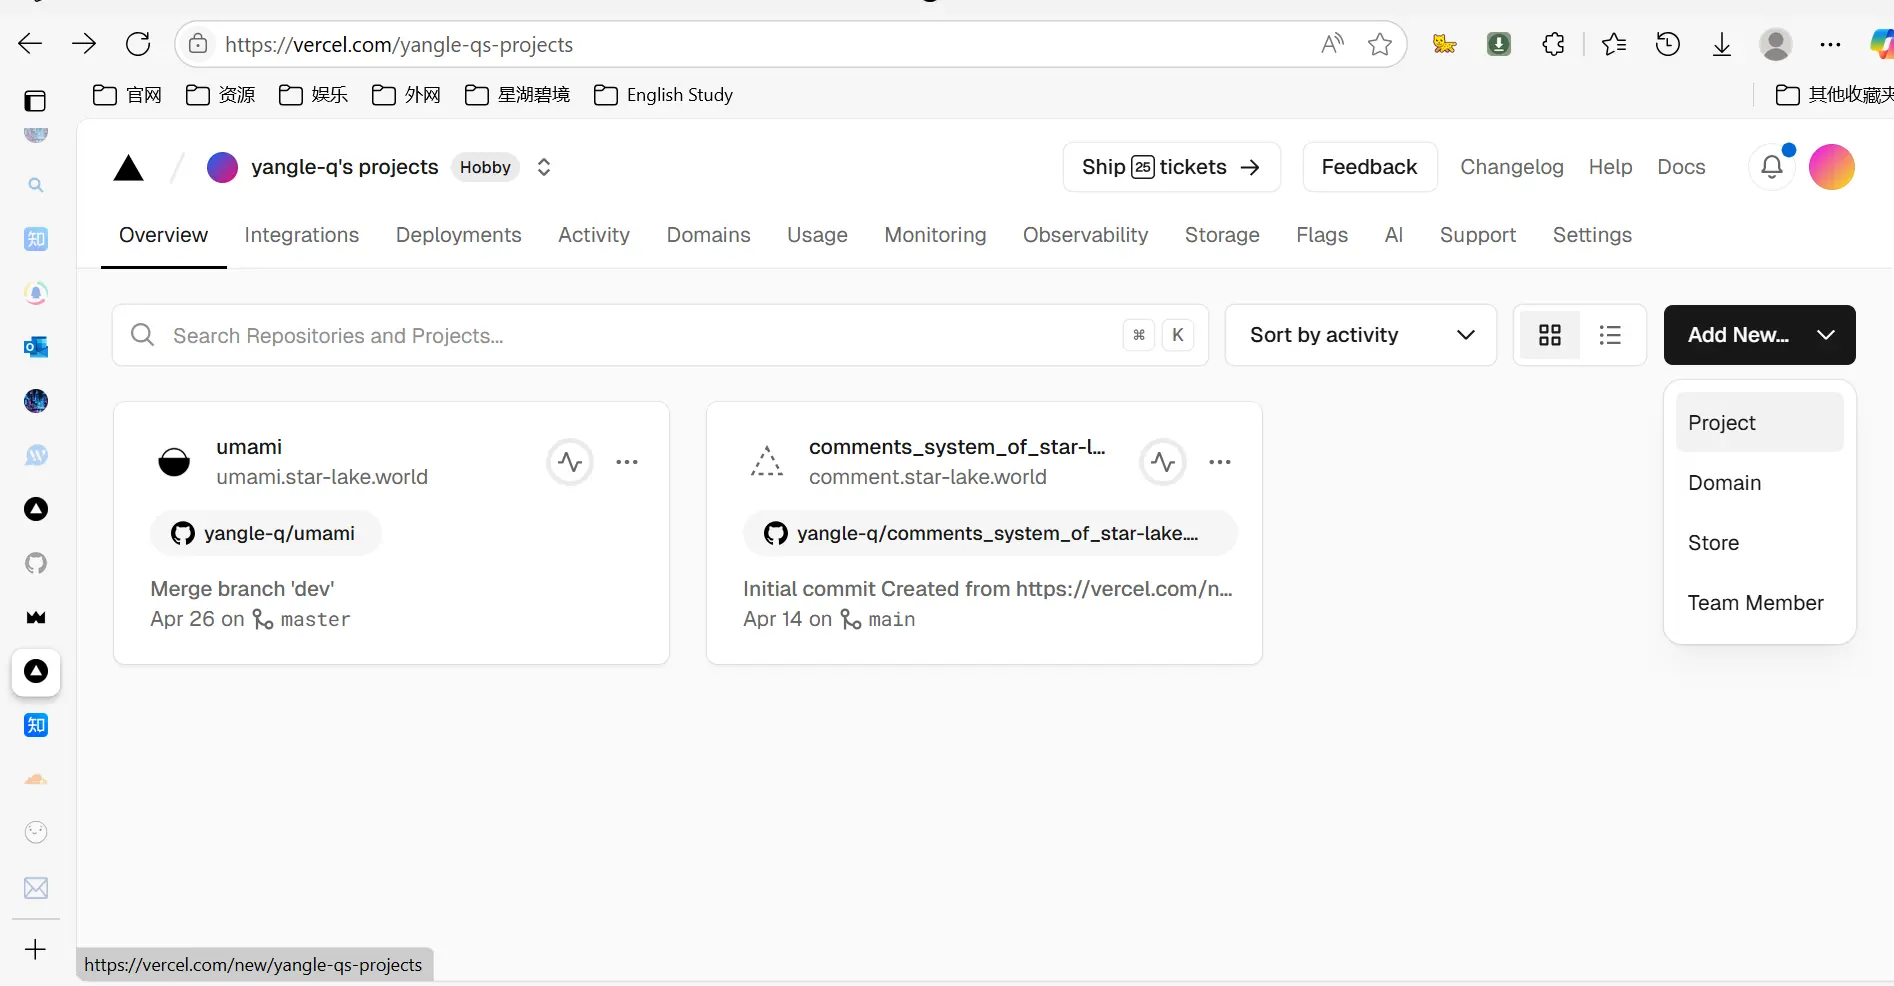 https://vercel.com/yangle-qs-projects
官网 资源 娱乐 外网 星湖碧境 English Study 其他收藏夹
yangle-q's projects Hobby Ship 25 tickets → Feedback Changelog Help Docs
Overview Integrations Deployments Activity Domains Usage Monitoring Observability Storage Flags AI Support Settings
Search Repositories and Projects... ⌘ K Sort by activity Add New...
Project
Domain
Store
Team Member
umami
umami.star-lake.world
yangle-q/umami
Merge branch 'dev'
Apr 26 on master
comments_system_of_star-l...
comment.star-lake.world
yangle-q/comments_system_of_star-lake....
Initial commit Created from https://vercel.com/n...
Apr 14 on main
知
知
https://vercel.com/new/yangle-qs-projects